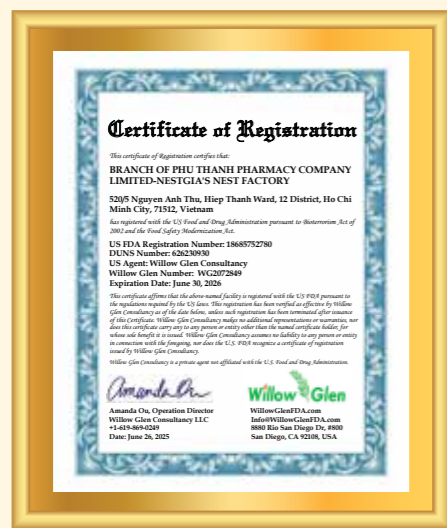 Certificate of Registration
This certificate of Registration certifies that:
BRANCH OF PHU THANH PHARMACY COMPANY
LIMITED-NESTGIA'S NEST FACTORY
520/5 Nguyen Anh Thu, Hiep Thanh Ward, 12 District, Ho Chi
Minh City, 71512, Vietnam
has registered with the US Food and Drug Administration pursuant to Bioterrorism Act of
2002 and the Food Safety Modernization Act.
US FDA Registration Number: 18685752780
DUNS Number: 626230930
US Agent: Willow Glen Consultancy
Willow Glen Number: WG2072849
Expiration Date: June 30, 2026
This certificate affirms that the above-named facility is registered with the US FDA pursuant to
the regulations required by the US laws. This registration has been verified as effective by Willow
Glen Consultancy as of the date below, unless such registration has been terminated after issuance
of this Certificate. Willow Glen Consultancy makes no additional representations or warranties, nor
does this certificate carry any to any person or entity other than the named certificate holder, for
whose sole benefit it is issued. Willow Glen Consultancy assumes no liability to any person or entity
in connection with the foregoing, nor does the U.S. FDA recognize a certificate of registration
issued by Willow Glen Consultancy.
Willow Glen Consultancy is a private agent not affiliated with the U.S. Food and Drug Administration.
Amanda Ou
Willow Glen
Amanda Ou, Operation Director
Willow Glen Consultancy LLC
+1-619-869-0249
Date: June 26, 2025
WillowGlenFDA.com
Info@WillowGlenFDA.com
8880 Rio San Diego Dr, #800
San Diego, CA 92108, USA